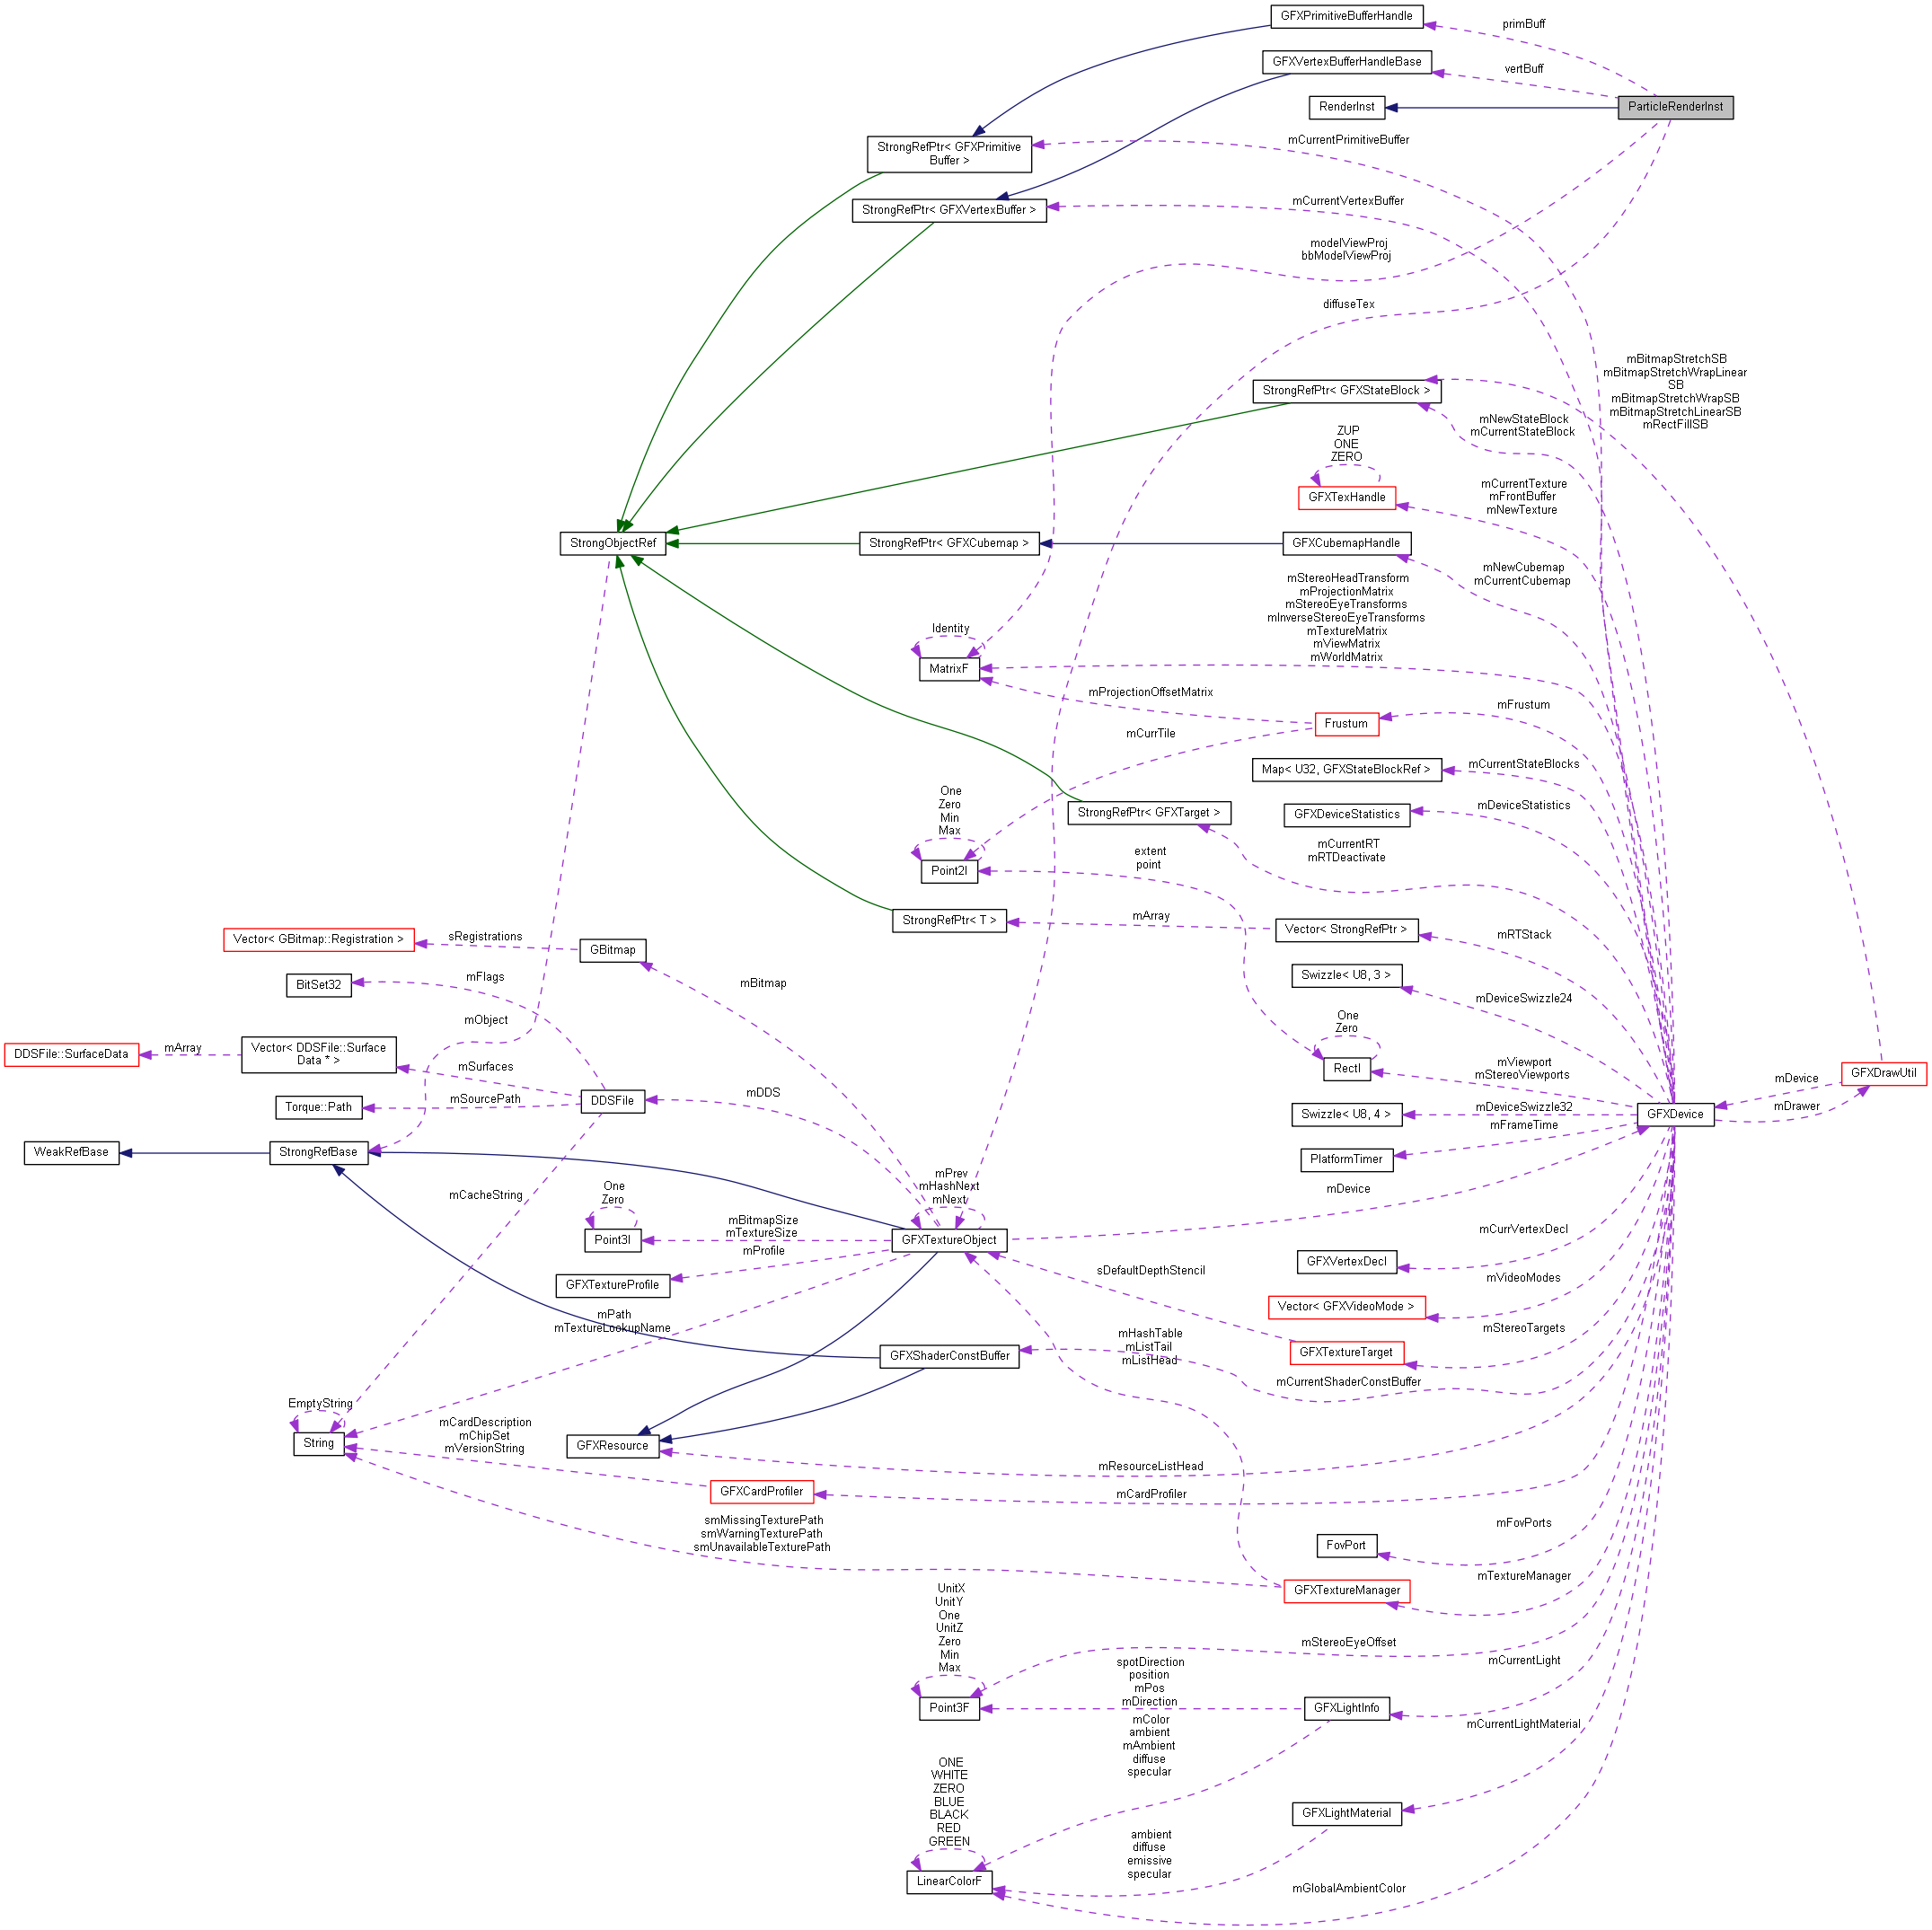 GFXPrimitiveBufferHandle
primBuff
GFXVertexBufferHandleBase
vertBuff
RenderInst
ParticleRenderInst
StrongRefPtr< GFXPrimitive
Buffer >
mCurrentPrimitiveBuffer
StrongRefPtr< GFXVertexBuffer >
mCurrentVertexBuffer
modelViewProj
bbModelViewProj
diffuseTex
StrongRefPtr< GFXStateBlock >
mBitmapStretchSB
mBitmapStretchWrapLinear
SB
mBitmapStretchWrapSB
mBitmapStretchLinearSB
mRectFillSB
mNewStateBlock
mCurrentStateBlock
ZUP
ONE
ZERO
GFXTexHandle
mCurrentTexture
mFrontBuffer
mNewTexture
StrongObjectRef
StrongRefPtr< GFXCubemap >
GFXCubemapHandle
mNewCubemap
mCurrentCubemap
mStereoHeadTransform
mProjectionMatrix
mStereoEyeTransforms
mInverseStereoEyeTransforms
mTextureMatrix
mViewMatrix
mWorldMatrix
Identity
MatrixF
mProjectionOffsetMatrix
Frustum
mFrustum
mCurrTile
Map< U32, GFXStateBlockRef >
mCurrentStateBlocks
One
Zero
Min
Max
Point2I
StrongRefPtr< GFXTarget >
GFXDeviceStatistics
mDeviceStatistics
mCurrentRT
mRTDeactivate
extent
point
StrongRefPtr< T >
mArray
Vector< StrongRefPtr >
mRTStack
Vector< GBitmap::Registration >
sRegistrations
GBitmap
mBitmap
BitSet32
mFlags
Swizzle< U8, 3 >
mDeviceSwizzle24
mObject
One
Zero
RectI
mViewport
mStereoViewports
DDSFile::SurfaceData
mArray
Vector< DDSFile::Surface
Data * >
mSurfaces
mSourcePath
Torque::Path
DDSFile
mDDS
GFXDrawUtil
mDevice
mDrawer
Swizzle< U8, 4 >
mDeviceSwizzle32
mFrameTime
GFXDevice
WeakRefBase
StrongRefBase
PlatformTimer
mPrev
mHashNext
mNext
mDevice
mCacheString
One
Zero
Point3I
mBitmapSize
mTextureSize
mProfile
GFXTextureObject
GFXTextureProfile
mCurrVertexDecl
GFXVertexDecl
sDefaultDepthStencil
mVideoModes
Vector< GFXVideoMode >
mPath
mTextureLookupName
mStereoTargets
GFXTextureTarget
GFXShaderConstBuffer
mHashTable
mListTail
mListHead
mCurrentShaderConstBuffer
EmptyString
String
mCardDescription
mChipSet
mVersionString
GFXResource
mResourceListHead
GFXCardProfiler
mCardProfiler
smMissingTexturePath
smWarningTexturePath
smUnavailableTexturePath
FovPort
mFovPorts
GFXTextureManager
mTextureManager
UnitX
UnitY
One
UnitZ
Zero
Min
Max
Point3F
mStereoEyeOffset
spotDirection
position
mPos
mDirection
GFXLightInfo
mCurrentLight
mColor
ambient
mAmbient
diffuse
specular
mCurrentLightMaterial
ONE
WHITE
ZERO
BLUE
BLACK
RED
GREEN
LinearColorF
GFXLightMaterial
ambient
diffuse
emissive
specular
mGlobalAmbientColor